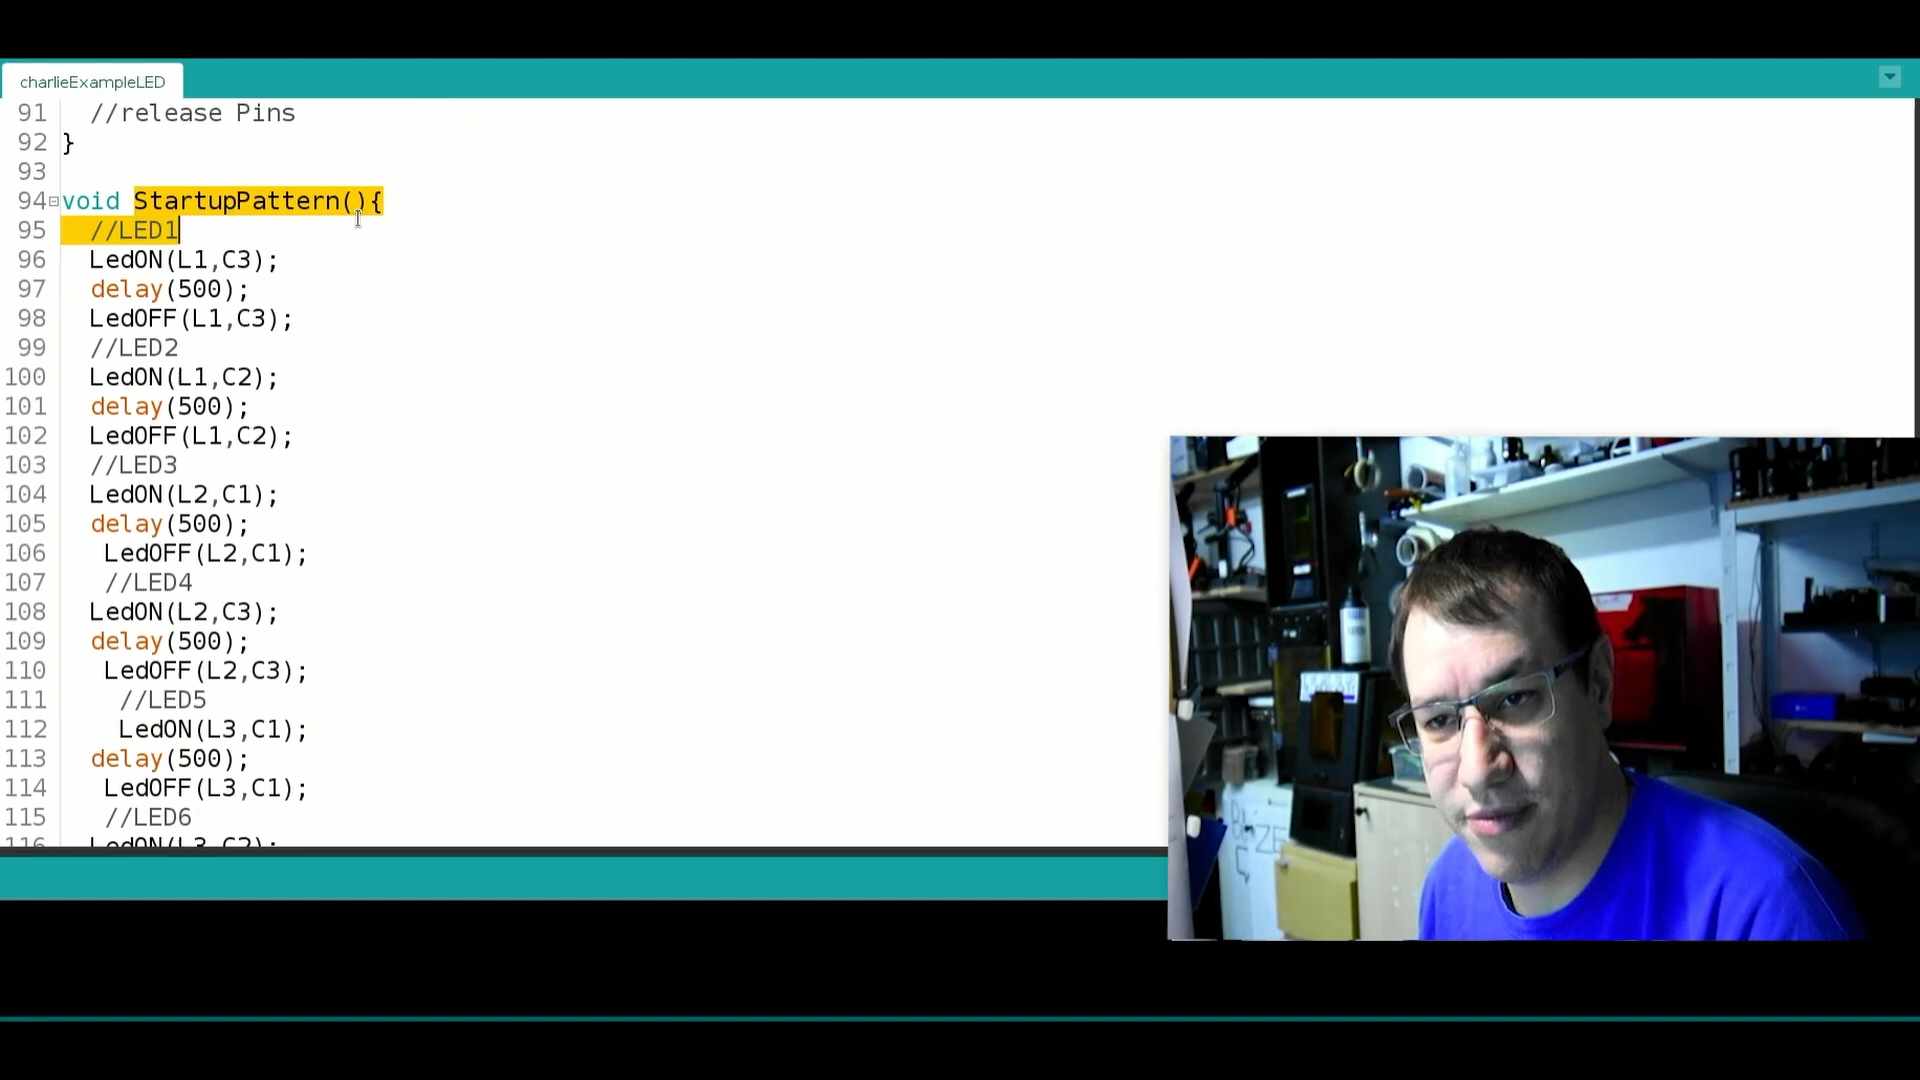 charlieExampleLED
91 //release Pins
92 }
93
94 void StartupPattern(){
95 //LED1
96 LedON(L1,C3);
97 delay(500);
98 LedOFF(L1,C3);
99 //LED2
100 LedON(L1,C2);
101 delay(500);
102 LedOFF(L1,C2);
103 //LED3
104 LedON(L2,C1);
105 delay(500);
106 LedOFF(L2,C1);
107 //LED4
108 LedON(L2,C3);
109 delay(500);
110 LedOFF(L2,C3);
111 //LED5
112 LedON(L3,C1);
113 delay(500);
114 LedOFF(L3,C1);
115 //LED6
116 LedON(L3,C2);